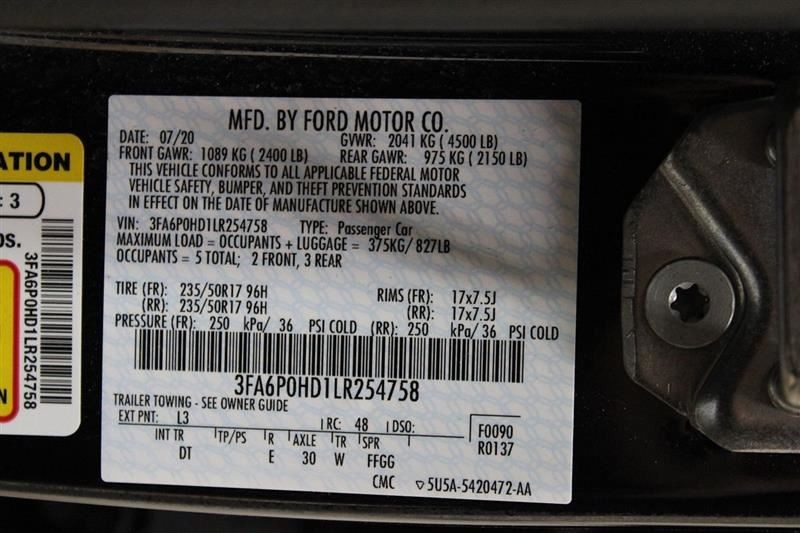 ATION
: 3
os.
N
3FA6P0HD1LR254758
MFD. BY FORD MOTOR CO.
DATE: 07/20 GVWR: 2041 KG ( 4500 LB)
FRONT GAWR: 1089 KG ( 2400 LB) REAR GAWR: 975 KG ( 2150 LB)
THIS VEHICLE CONFORMS TO ALL APPLICABLE FEDERAL MOTOR
VEHICLE SAFETY, BUMPER, AND THEFT PREVENTION STANDARDS
IN EFFECT ON THE DATE OF MANUFACTURE SHOWN ABOVE.
VIN: 3FA6P0HD1LR254758 TYPE: Passenger Car
MAXIMUM LOAD = OCCUPANTS + LUGGAGE = 375KG/ 827LB
OCCUPANTS = 5 TOTAL; 2 FRONT, 3 REAR
TIRE (FR): 235/50R17 96H RIMS (FR): 17x7.5J
(RR): 235/50R17 96H (RR): 17x7.5J
PRESSURE (FR): 250 kPa/ 36 PSI COLD (RR): 250 kPa/ 36 PSI COLD
3FA6P0HD1LR254758
TRAILER TOWING - SEE OWNER GUIDE
EXT PNT: L3 RC: 48 DSO: F0090
INT TR TP/PS R AXLE TR SPR R0137
DT E 30 W FFGG
CMC ▽5U5A-5420472-AA